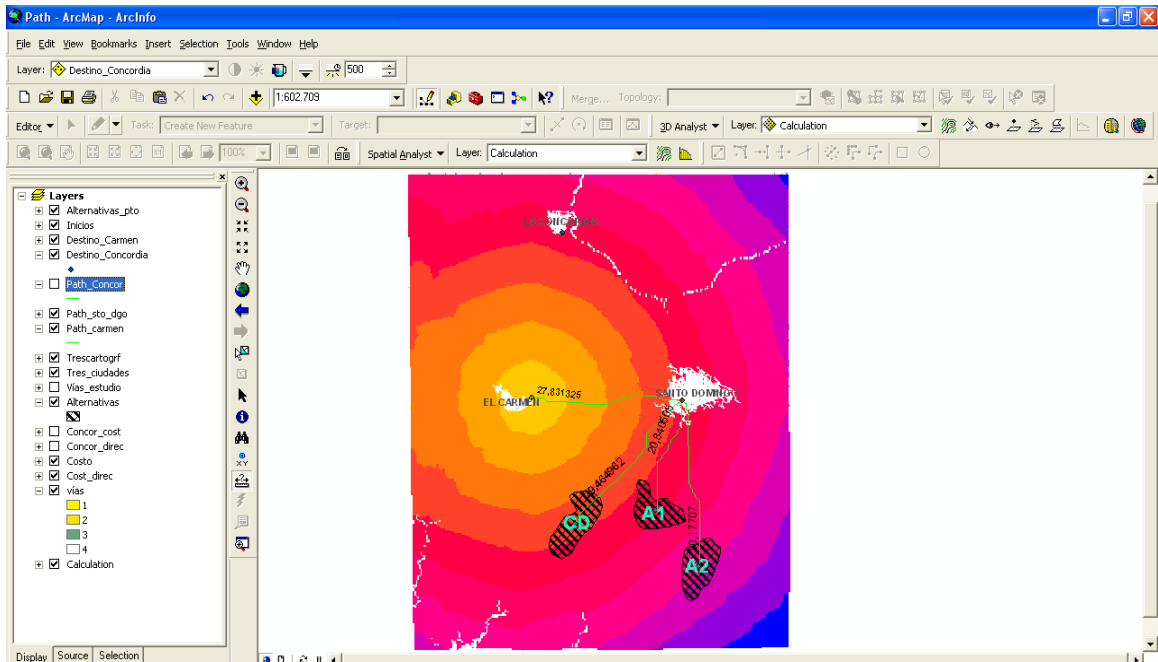 Path - ArcMap - ArcInfo
File Edit View Bookmarks Insert Selection Tools Window Help
Layer: Destino_Concordia 500
1:602.709 Merge... Topology:
Editor Task: Create New Feature Target: 3D Analyst Layer: Calculation
100% Spatial Analyst Layer: Calculation
Layers
Alternativas_pto
Inicios
Destino_Carmen
Destino_Concordia
Path_Concor
Path_sto_dgo
Path_carmen
Trescartogrf
Tres_ciudades
Vías_estudio
Alternativas
Concor_cost
Concor_direc
Costo
Cost_direc
vías
1
2
3
4
Calculation
Display Source Selection
XY
LA CONCORDIA
27,831325
EL CARMEN
SANTO DOMINGO
CD
A1
A2